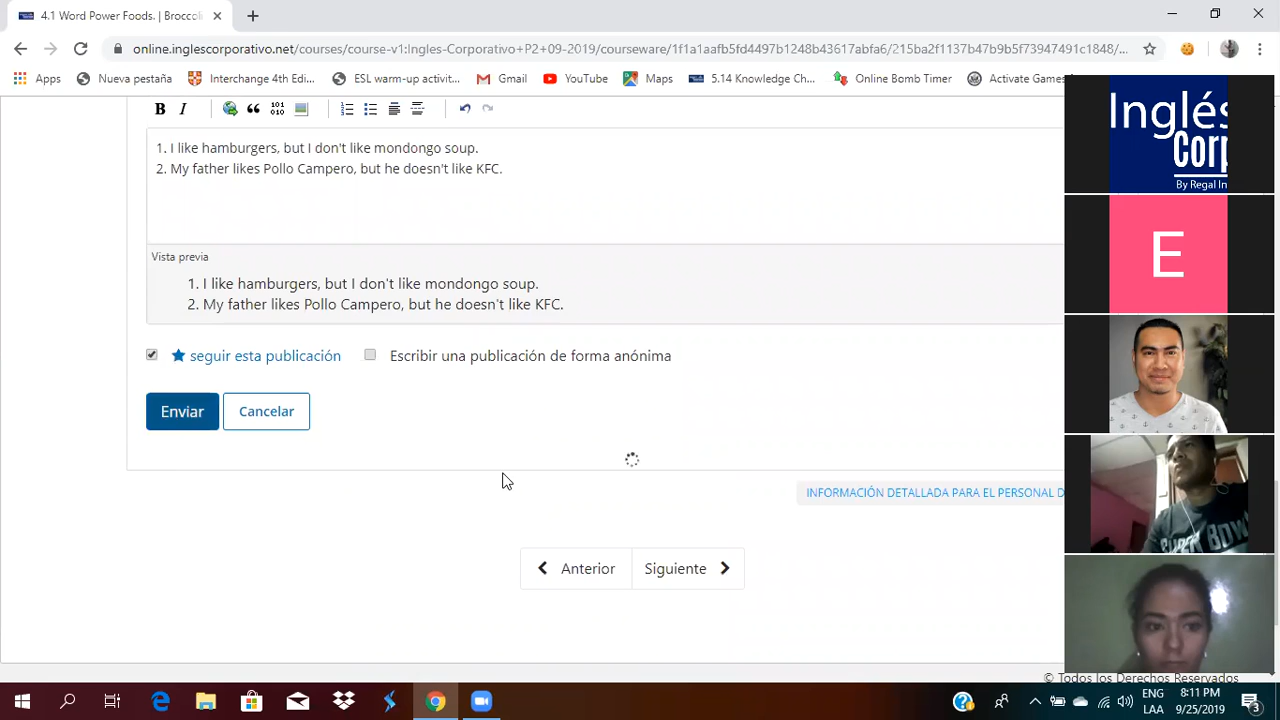 4.1 Word Power Foods. | Broccoli
online.inglescorporativo.net/courses/course-v1:Ingles-Corporativo+P2+09-2019/courseware/1f1a1aafb5fd4497b1248b43617abfa6/215ba2f1137b47b9b5f73947491c1848/...
Apps Nueva pestaña Interchange 4th Edi... ESL warm-up activit... Gmail YouTube Maps 5.14 Knowledge Ch... Online Bomb Timer Activate Games
B I
1. I like hamburgers, but I don't like mondongo soup.
2. My father likes Pollo Campero, but he doesn't like KFC.
Vista previa
1. I like hamburgers, but I don't like mondongo soup.
2. My father likes Pollo Campero, but he doesn't like KFC.
seguir esta publicación Escribir una publicación de forma anónima
Enviar Cancelar
INFORMACIÓN DETALLADA PARA EL PERSONAL D
Anterior Siguiente
© Todos los Derechos Reservados
Inglés
Corp
By Regal In
E
ENG 8:11 PM
LAA 9/25/2019
3